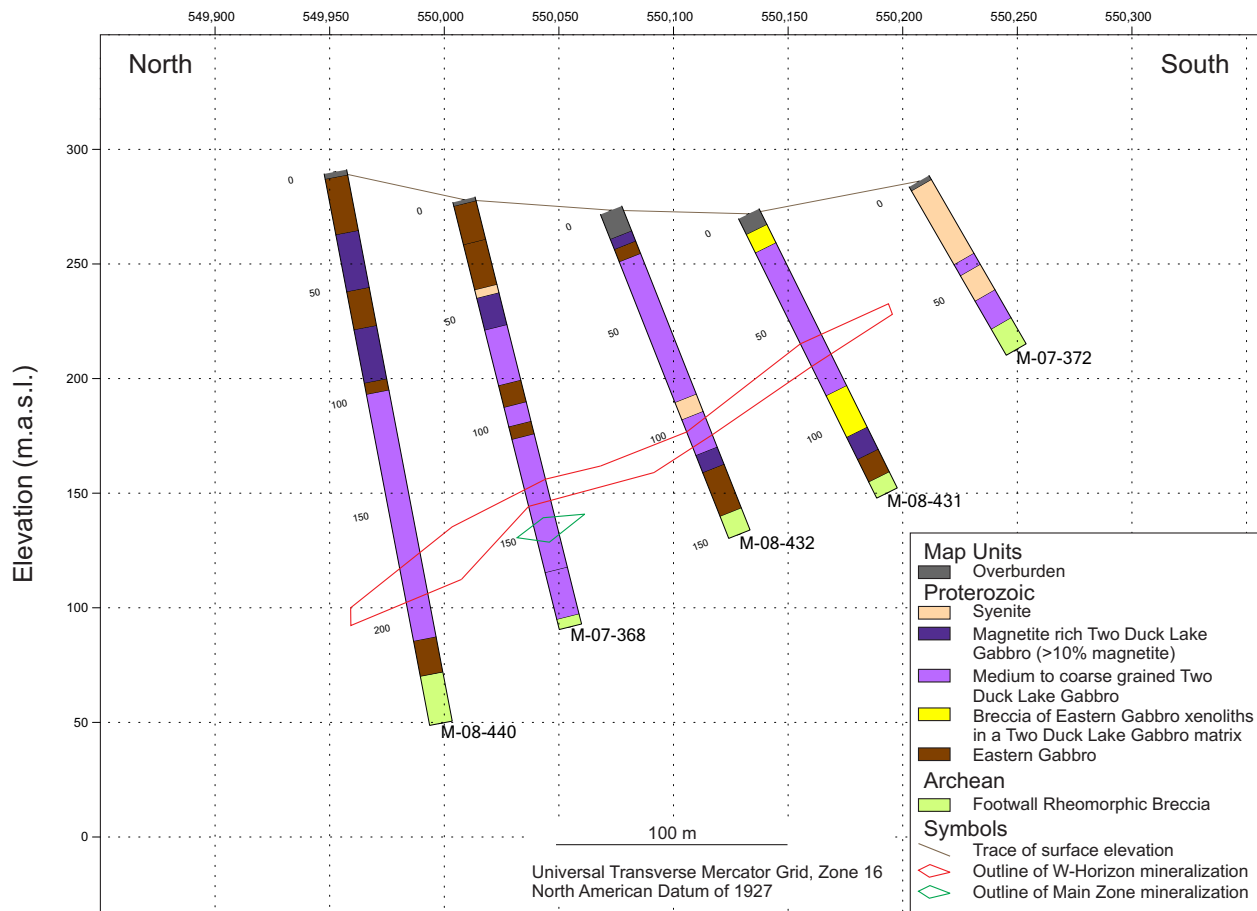 549,900 549,950 550,000 550,050 550,100 550,150 550,200 550,250 550,300
North South
Elevation (m.a.s.l.)
300
250
200
150
100
50
0
0 50 100 150 200
M-08-440
0 50 100 150
M-07-368
0 50 100 150
M-08-432
0 50 100
M-08-431
0 50
M-07-372
100 m
Universal Transverse Mercator Grid, Zone 16
North American Datum of 1927
Map Units
Overburden
Proterozoic
Syenite
Magnetite rich Two Duck Lake
Gabbro (>10% magnetite)
Medium to coarse grained Two
Duck Lake Gabbro
Breccia of Eastern Gabbro xenoliths
in a Two Duck Lake Gabbro matrix
Eastern Gabbro
Archean
Footwall Rheomorphic Breccia
Symbols
Trace of surface elevation
Outline of W-Horizon mineralization
Outline of Main Zone mineralization